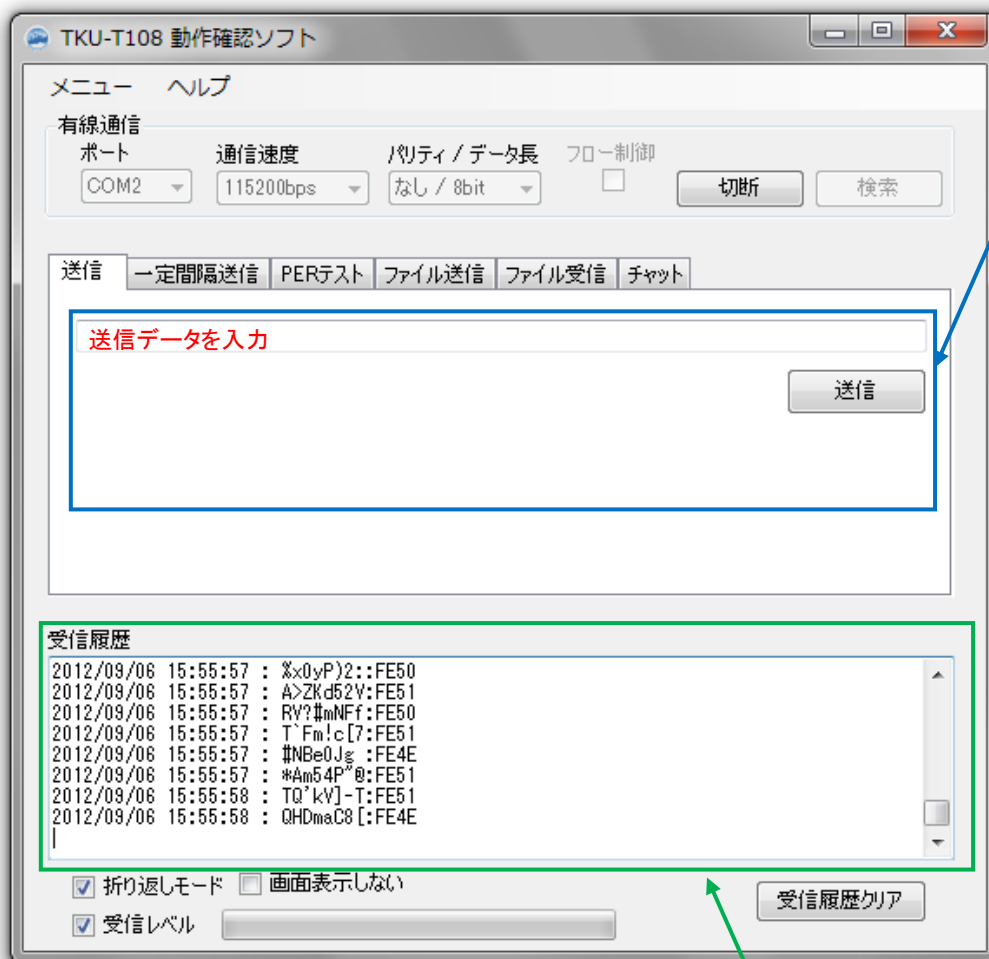 TKU-T108 動作確認ソフト
メニュー ヘルプ
有線通信
ポート 通信速度 パリティ / データ長 フロー制御
COM2 115200bps なし / 8bit 切断 検索
送信 一定間隔送信 PERテスト ファイル送信 ファイル受信 チャット
送信データを入力
送信
受信履歴
2012/09/06 15:55:57 : %x0yP)2::FE50
2012/09/06 15:55:57 : A>ZKd52V:FE51
2012/09/06 15:55:57 : RV?#mNFf:FE50
2012/09/06 15:55:57 : T`Fm!c[7:FE51
2012/09/06 15:55:57 : #NBe0Jg :FE4E
2012/09/06 15:55:57 : *Am54P"@:FE51
2012/09/06 15:55:58 : TQ'kV]-T:FE51
2012/09/06 15:55:58 : QHDmaC8[:FE4E
折り返しモード 画面表示しない
受信履歴クリア
受信レベル